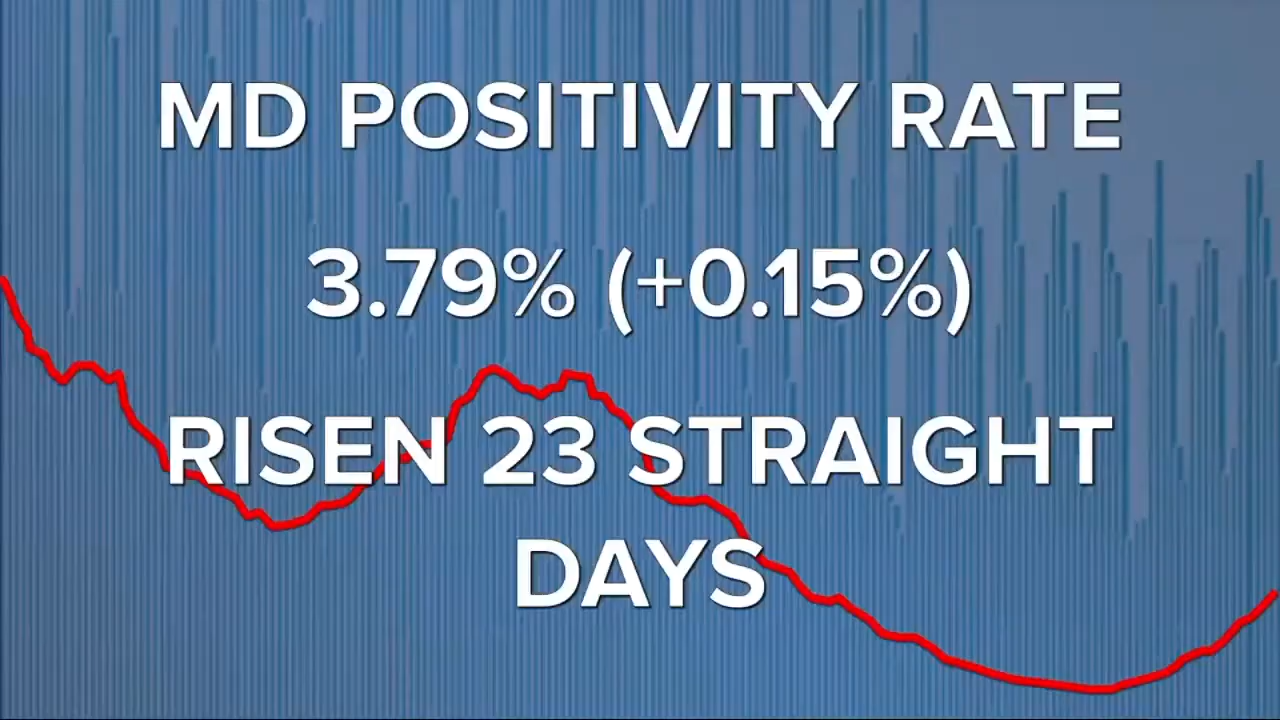 MD POSITIVITY RATE
3.79% (+0.15%)
RISEN 23 STRAIGHT
DAYS